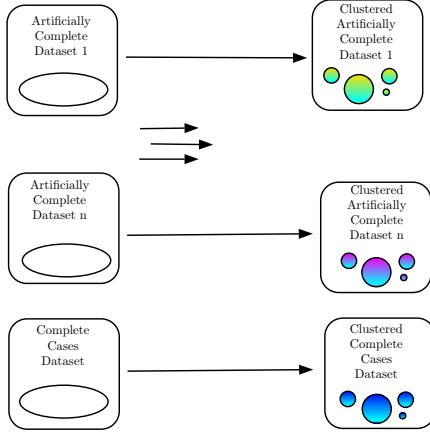 Artificially
Complete
Dataset 1
Clustered
Artificially
Complete
Dataset 1
Artificially
Complete
Dataset n
Clustered
Artificially
Complete
Dataset n
Complete
Cases
Dataset
Clustered
Complete
Cases
Dataset